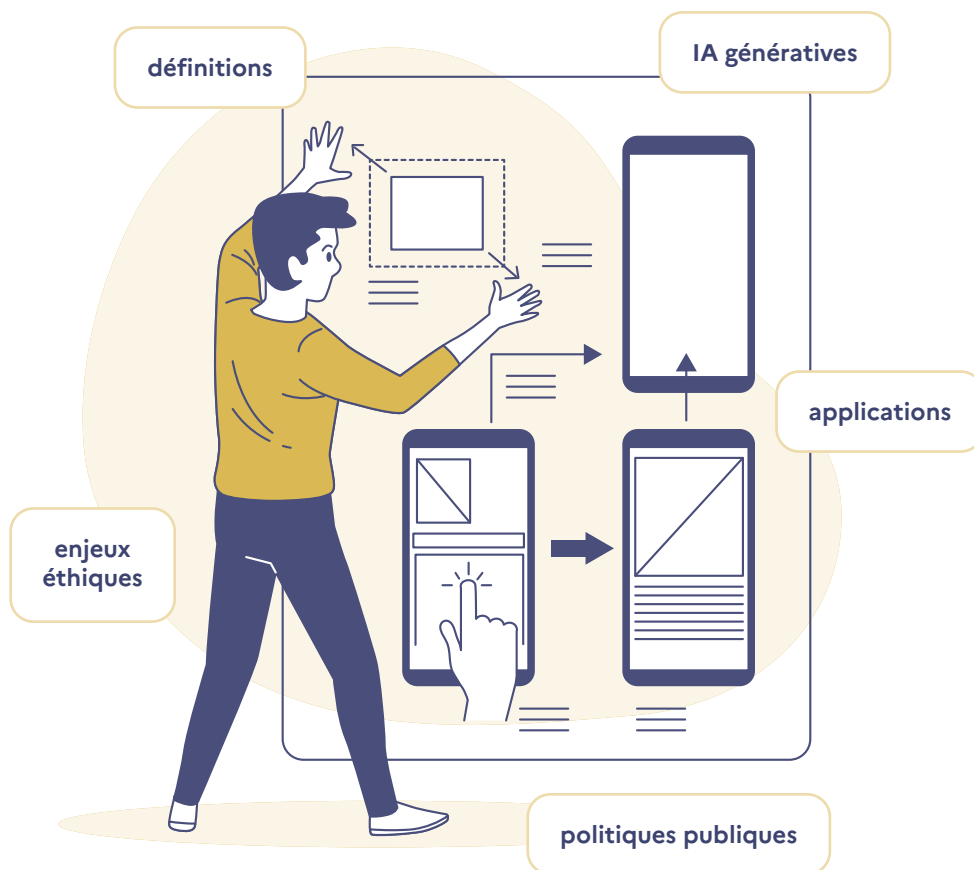 définitions
IA génératives
applications
enjeux
éthiques
politiques publiques